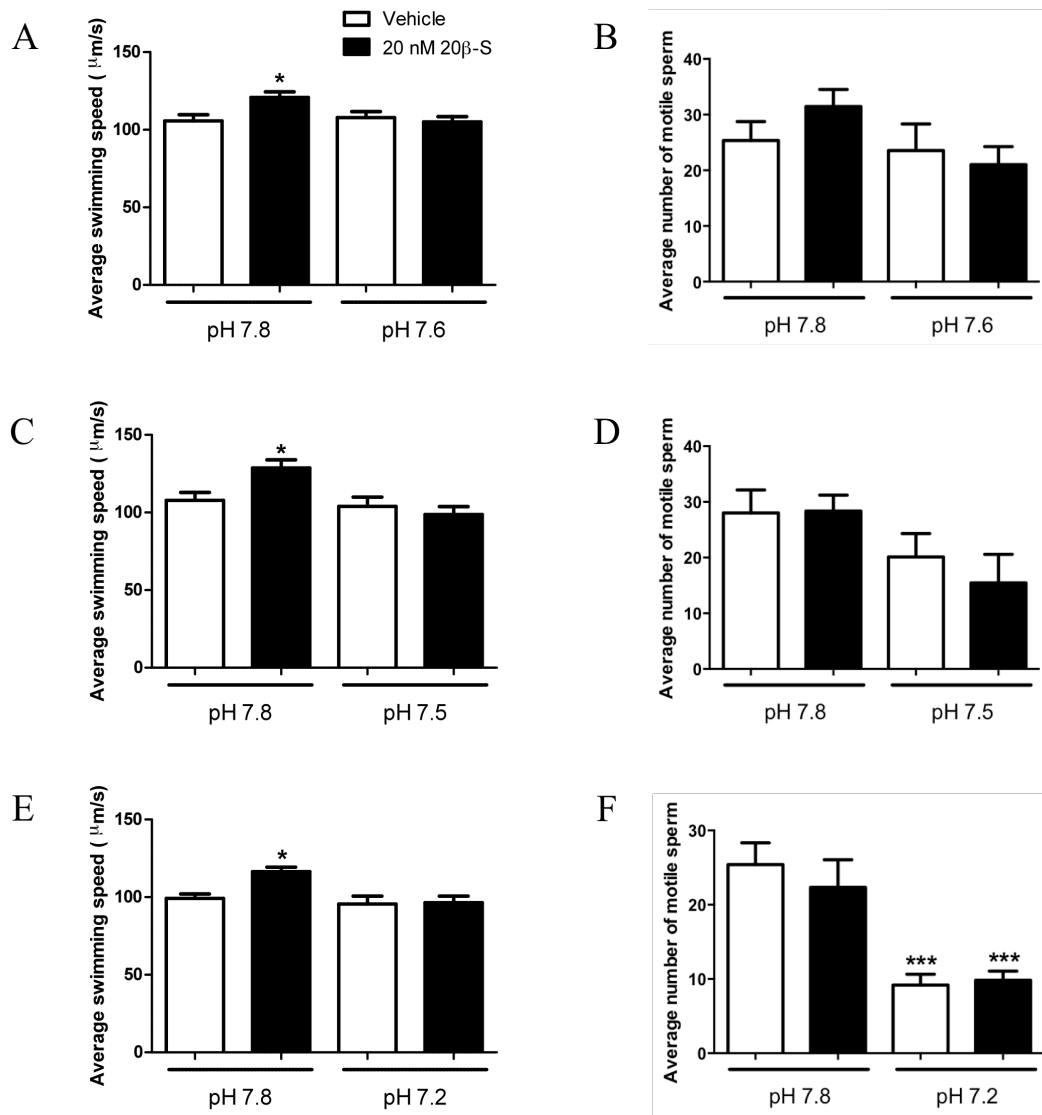 A
Vehicle
20 nM 20β-S
Average swimming speed ( μm/s)
150
100
50
0
*
pH 7.8
pH 7.6
B
Average number of motile sperm
40
30
20
10
0
pH 7.8
pH 7.6
C
Average swimming speed ( μm/s)
150
100
50
0
*
pH 7.8
pH 7.5
D
Average number of motile sperm
40
30
20
10
0
pH 7.8
pH 7.5
E
Average swimming speed ( μm/s)
150
100
50
0
*
pH 7.8
pH 7.2
F
Average number of motile sperm
30
20
10
0
***
***
pH 7.8
pH 7.2